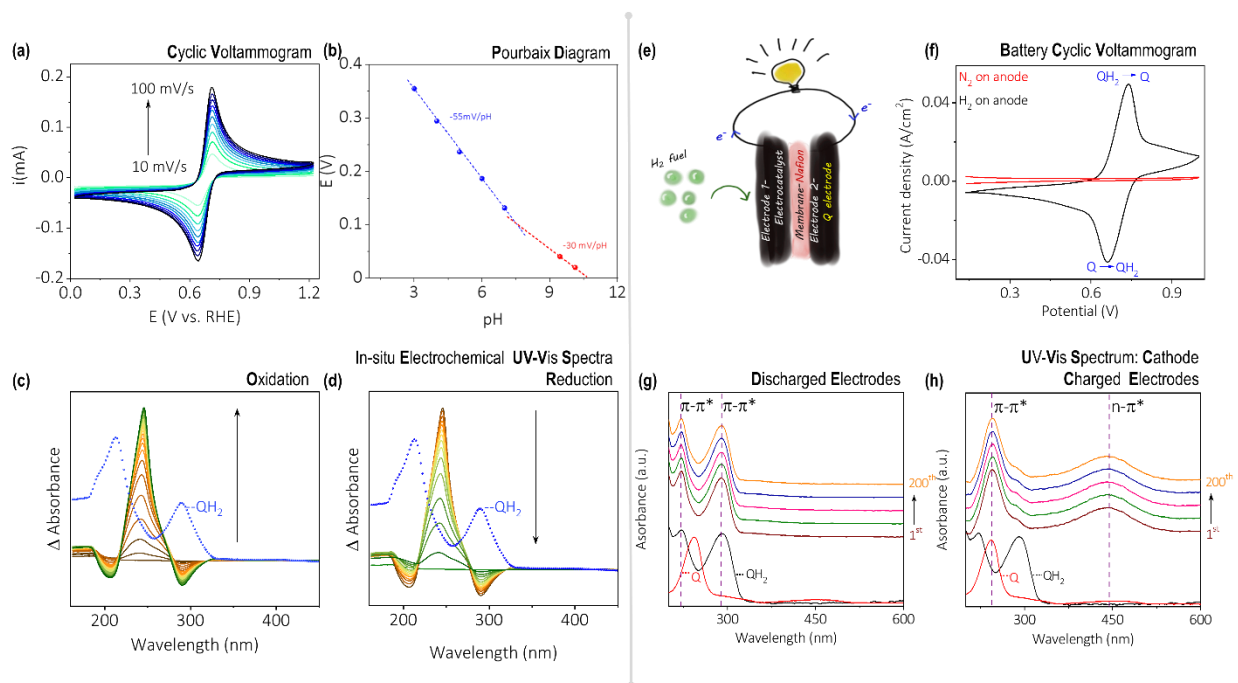 (a)
Cyclic Voltammogram
0.2
0.1
0.0
-0.1
-0.2
i(mA)
100 mV/s
10 mV/s
0.0
0.3
0.6
0.9
1.2
E (V vs. RHE)
(b)
Pourbaix Diagram
0.4
0.3
0.2
0.1
0
E (V)
-55mV/pH
-30 mV/pH
3
6
9
12
pH
In-situ Electrochemical UV-Vis Spectra
(c)
Oxidation
Δ Absorbance
QH2
200
300
400
Wavelength (nm)
(d)
Reduction
Δ Absorbance
QH2
200
300
400
Wavelength (nm)
(e)
e-
e-
H2 fuel
Electrode 1-
Electrocatalyst
Membrane-Nafion
Electrode 2-
Q electrode
(f)
Battery Cyclic Voltammogram
N2 on anode
H2 on anode
QH2 → Q
Q → QH2
0.04
0.00
-0.04
Current density (A/cm2)
0.3
0.6
0.9
Potential (V)
UV-Vis Spectrum: Cathode
(g)
Discharged Electrodes
π-π*
π-π*
200th
1st
Q
QH2
Asorbance (a.u.)
300
450
600
Wavelength (nm)
(h)
Charged Electrodes
π-π*
n-π*
200th
1st
Q
QH2
Asorbance (a.u.)
300
450
600
Wavelength (nm)